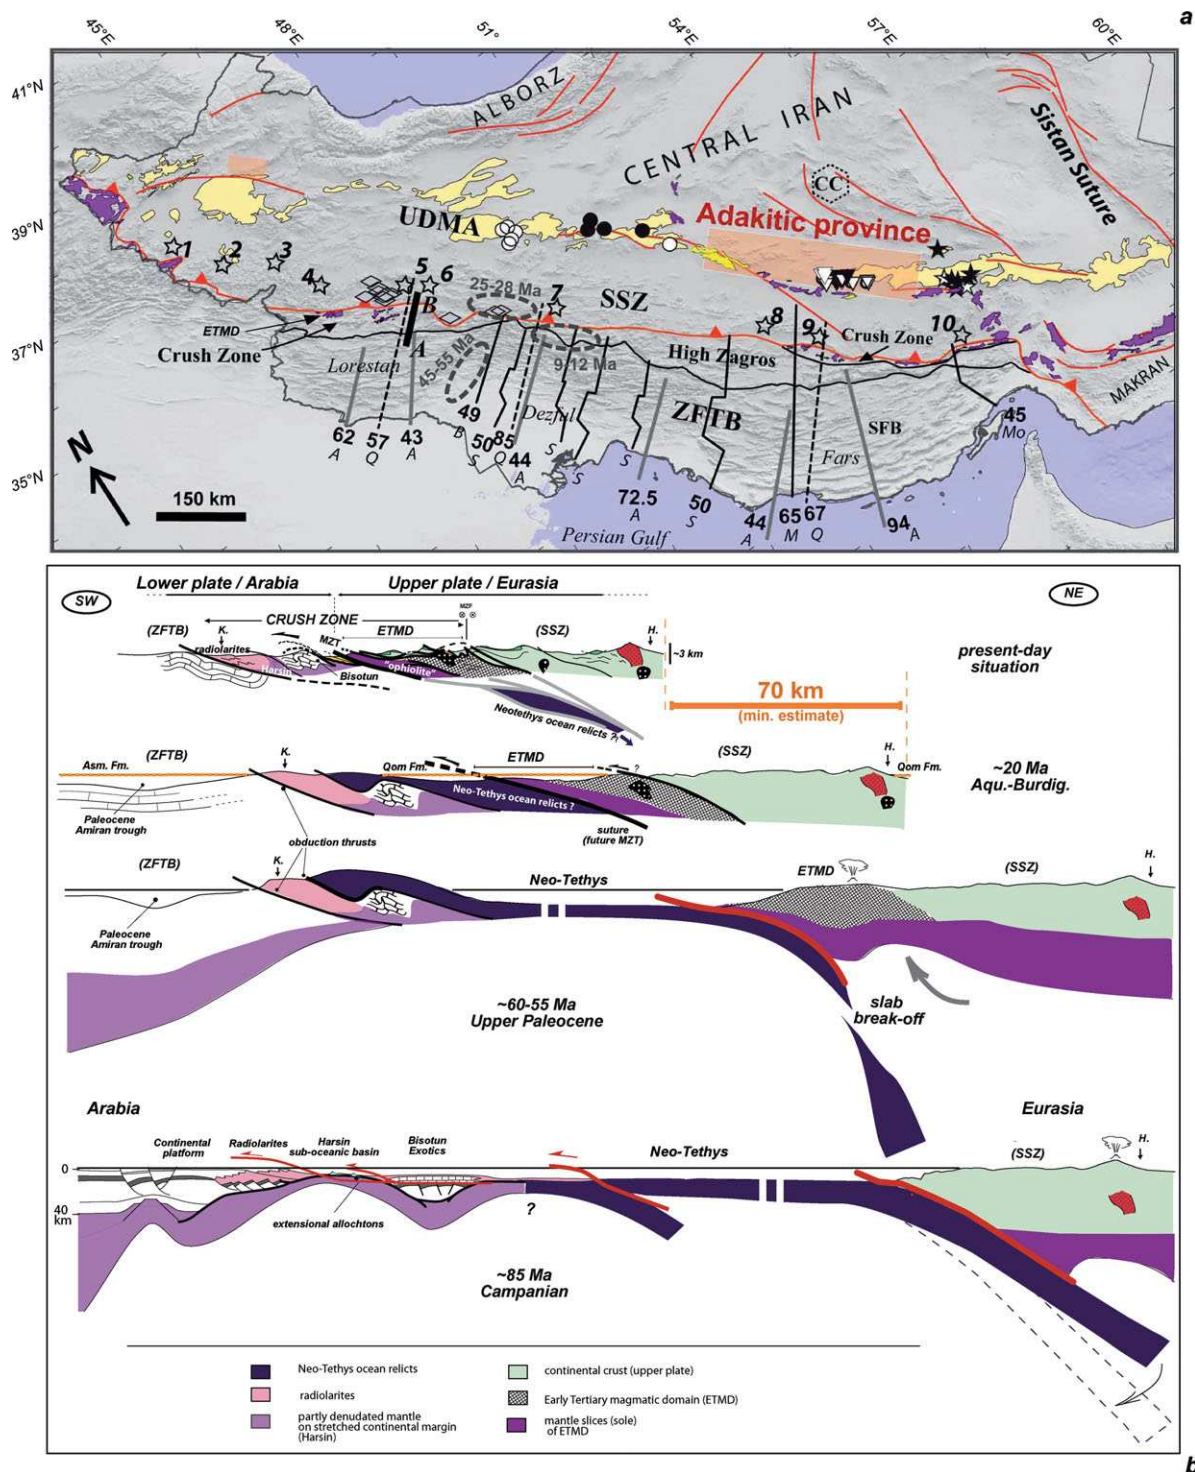 a
45°E
48°E
51°
54°E
57°E
60°E
41°N
39°N
37°N
35°N
ALBORZ
CENTRAL IRAN
Sistan Suture
CC
UDMA
Adakitic province
1
2
3
4
5
6
25-28 Ma
7
SSZ
B
8
9
10
ETMD
Crush Zone
Crush Zone
A
45-55 Ma
9-12 Ma
High Zagros
MAKRAN
Lorestan
Dezful
ZFTB
SFB
Fars
62
A
57
Q
43
A
49
B
50
S
85
Q
44
A
S
S
S
72.5
A
50
S
44
A
65
M
67
Q
94
A
45
Mo
N
150 km
Persian Gulf
Lower plate / Arabia
Upper plate / Eurasia
SW
NE
CRUSH ZONE
MZF
(ZFTB)
K.
radiolarites
MZT
ETMD
(SSZ)
H.
~3 km
present-day
situation
Harsin
Bisotun
"ophiolite"
Neotethys ocean relicts ?
70 km
(min. estimate)
Asm. Fm.
(ZFTB)
K.
Qom Fm.
ETMD
?
(SSZ)
H.
Qom Fm.
~20 Ma
Aqu.-Burdig.
Neo-Tethys ocean relicts ?
Paleocene
Amiran trough
suture
(future MZT)
obduction thrusts
(ZFTB)
K.
Neo-Tethys
ETMD
(SSZ)
H.
Paleocene
Amiran trough
~60-55 Ma
Upper Paleocene
slab
break-off
Arabia
Eurasia
Continental
platform
Radiolarites
Harsin
sub-oceanic basin
Bisotun
Exotics
Neo-Tethys
(SSZ)
H.
0
40
km
extensional allochtons
?
~85 Ma
Campanian
Neo-Tethys ocean relicts
radiolarites
partly denudated mantle
on stretched continental margin
(Harsin)
continental crust (upper plate)
Early Tertiary magmatic domain (ETMD)
mantle slices (sole)
of ETMD
b